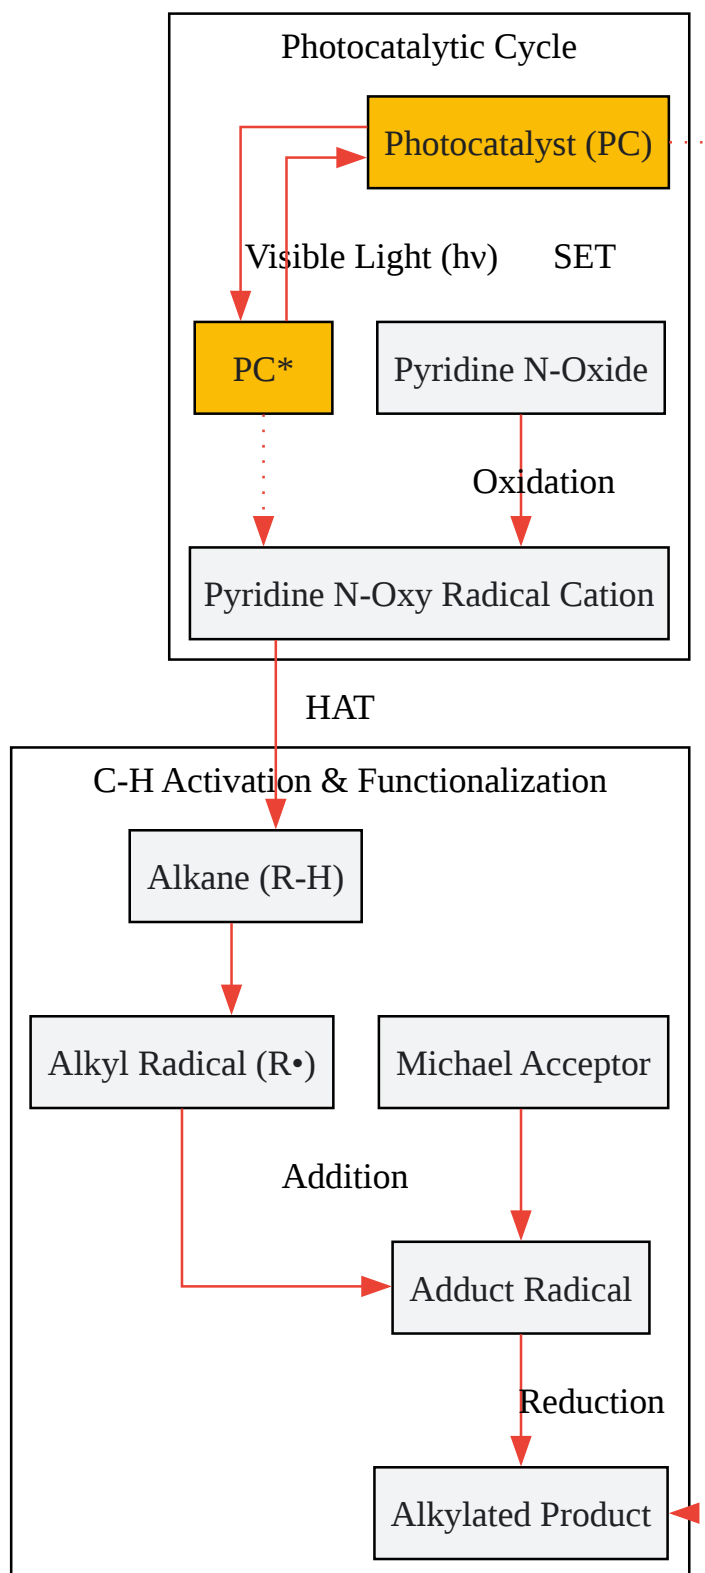 Photocatalytic Cycle
Photocatalyst (PC)
Visible Light (hν)
SET
PC*
Pyridine N-Oxide
Oxidation
Pyridine N-Oxy Radical Cation
HAT
C-H Activation & Functionalization
Alkane (R-H)
Alkyl Radical (R•)
Michael Acceptor
Addition
Adduct Radical
Reduction
Alkylated Product